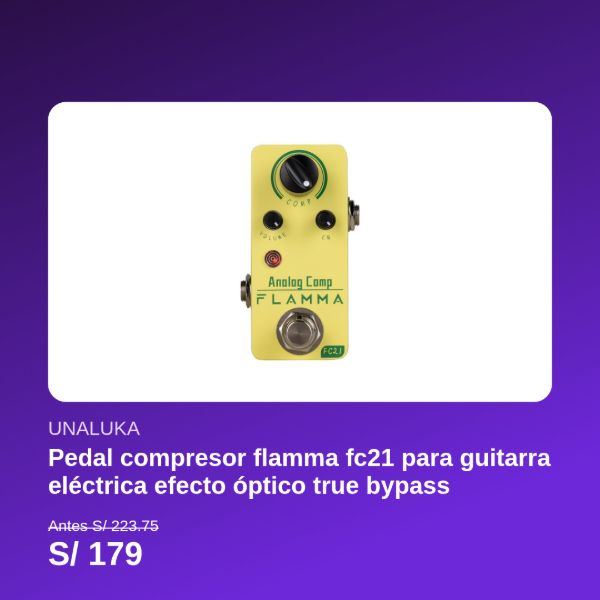 COMP
VOLUME
EQ
Analog Comp
FLAMMA
FC21
UNALUKA
Pedal compresor flamma fc21 para guitarra
eléctrica efecto óptico true bypass
Antes S/ 223.75
S/ 179